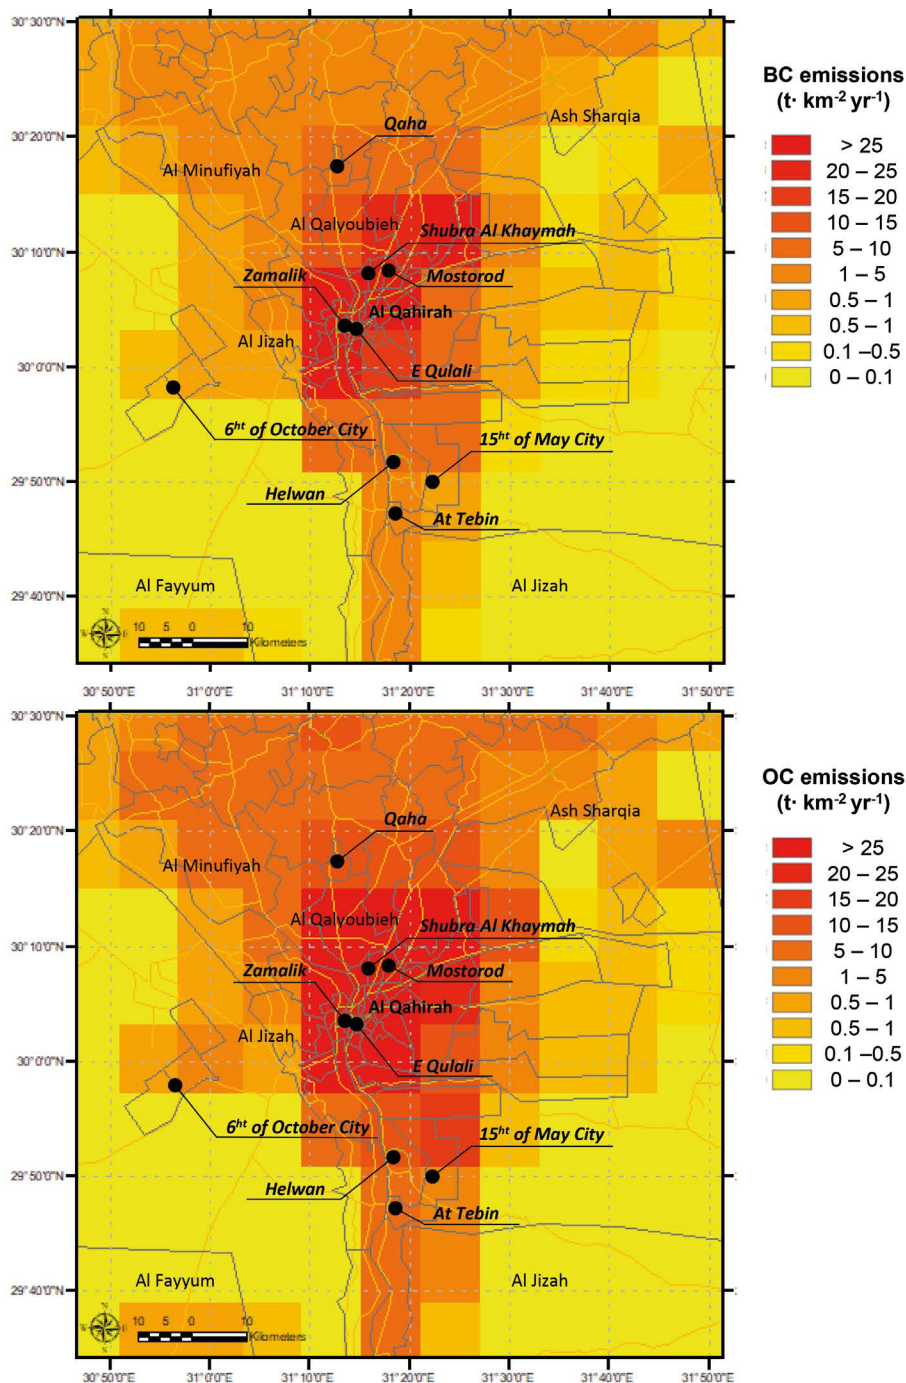 30°30'0"N
BC emissions
(t· km-2 yr-1)
Ash Sharqia
Qaha
30°20'0"N
> 25
Al Minufiyah
20 – 25
15 – 20
10 – 15
Al Qalyoubieh
Shubra Al Khaymah
5 – 10
30°10'0"N
Zamalik
Mostorod
1 – 5
0.5 – 1
Al Qahirah
0.5 – 1
Al Jizah
0.1 –0.5
30°0'0"N
E Qulali
0 – 0.1
6ht of October City
15ht of May City
29°50'0"N
Helwan
At Tebin
29°40'0"N
Al Fayyum
Al Jizah
10 5 0 10
Kilometers
30°50'0"E 31°0'0"E 31°10'0"E 31°20'0"E 31°30'0"E 31°40'0"E 31°50'0"E
30°30'0"N
OC emissions
(t· km-2 yr-1)
Ash Sharqia
Qaha
30°20'0"N
> 25
Al Minufiyah
20 – 25
15 – 20
10 – 15
Al Qalyoubieh
Shubra Al Khaymah
5 – 10
30°10'0"N
Zamalik
Mostorod
1 – 5
0.5 – 1
Al Qahirah
0.5 – 1
Al Jizah
0.1 –0.5
30°0'0"N
E Qulali
0 – 0.1
6ht of October City
15ht of May City
29°50'0"N
Helwan
At Tebin
29°40'0"N
Al Fayyum
Al Jizah
10 5 0 10
Kilometers
30°50'0"E 31°0'0"E 31°10'0"E 31°20'0"E 31°30'0"E 31°40'0"E 31°50'0"E